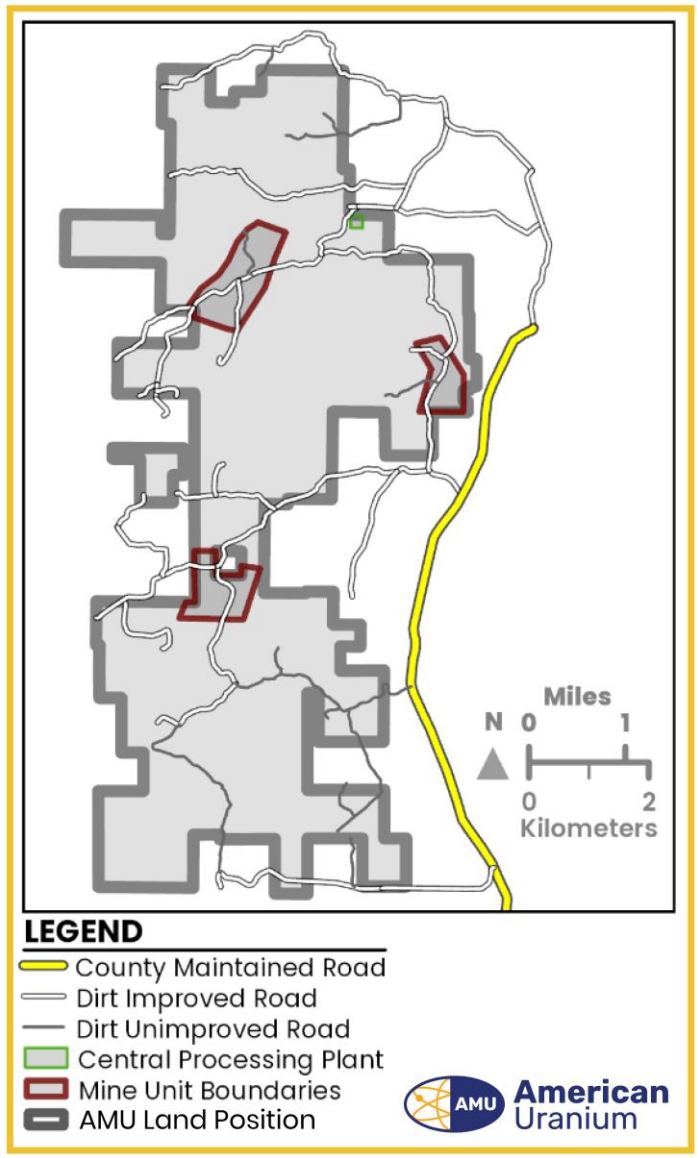 Miles
N 0 1
0 2
Kilometers
LEGEND
County Maintained Road
Dirt Improved Road
Dirt Unimproved Road
Central Processing Plant
Mine Unit Boundaries
AMU Land Position
AMU
American
Uranium